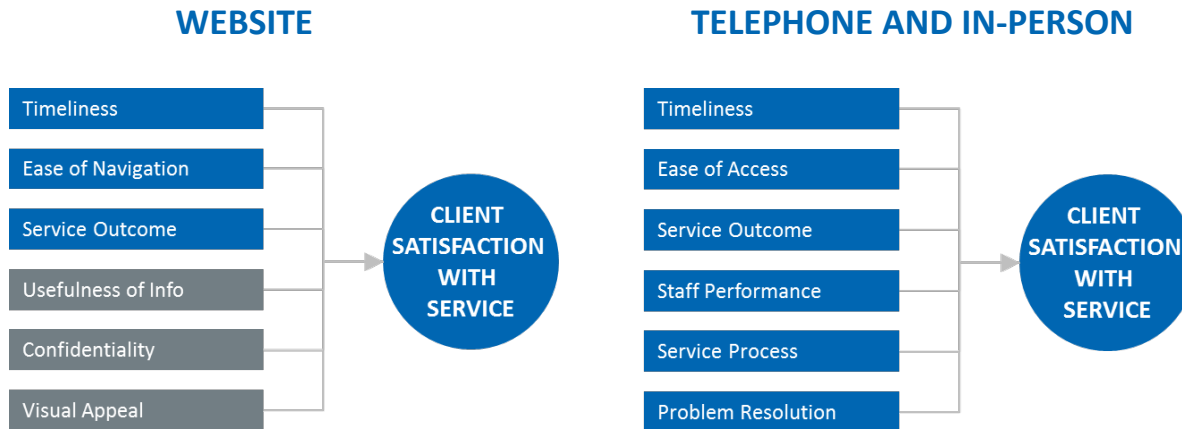 WEBSITE
Timeliness
Ease of Navigation
Service Outcome
Usefulness of Info
Confidentiality
Visual Appeal
CLIENT
SATISFACTION
WITH
SERVICE
TELEPHONE AND IN-PERSON
Timeliness
Ease of Access
Service Outcome
Staff Performance
Service Process
Problem Resolution
CLIENT
SATISFACTION
WITH
SERVICE